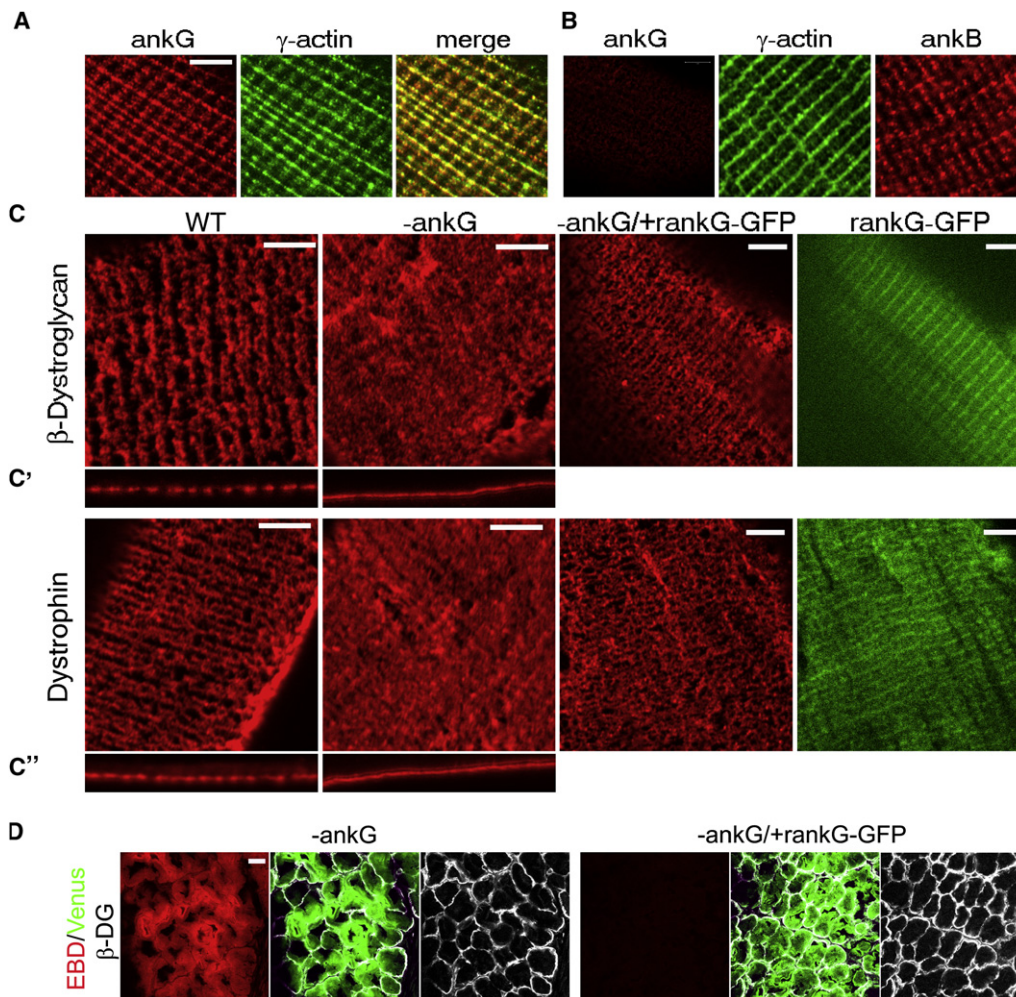 A
B
ankG γ-actin merge
ankG γ-actin ankB
C
WT -ankG -ankG/+rankG-GFP rankG-GFP
β-Dystroglycan
C'
Dystrophin
C''
D
-ankG -ankG/+rankG-GFP
EBD/Venus
β-DG